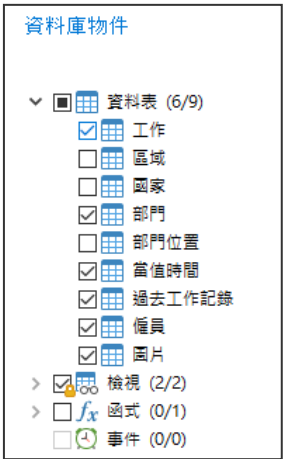 資料庫物件
資料表 (6/9)
工作
區域
國家
部門
部門位置
當值時間
過去工作記錄
僱員
圖片
檢視 (2/2)
fx 函式 (0/1)
事件 (0/0)